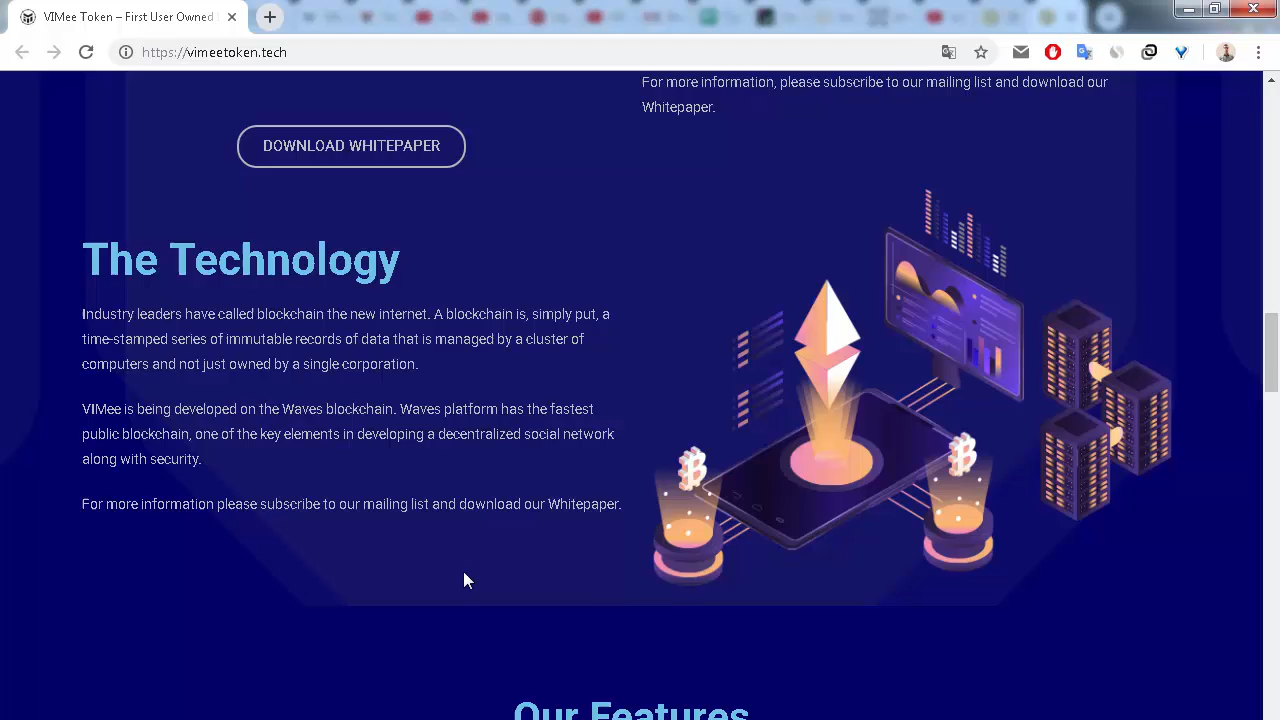 VIMee Token – First User Owned
https://vimeetoken.tech
For more information, please subscribe to our mailing list and download our
Whitepaper.
DOWNLOAD WHITEPAPER
The Technology
Industry leaders have called blockchain the new internet. A blockchain is, simply put, a
time-stamped series of immutable records of data that is managed by a cluster of
computers and not just owned by a single corporation.
VIMee is being developed on the Waves blockchain. Waves platform has the fastest
public blockchain, one of the key elements in developing a decentralized social network
along with security.
For more information please subscribe to our mailing list and download our Whitepaper.
Our Features